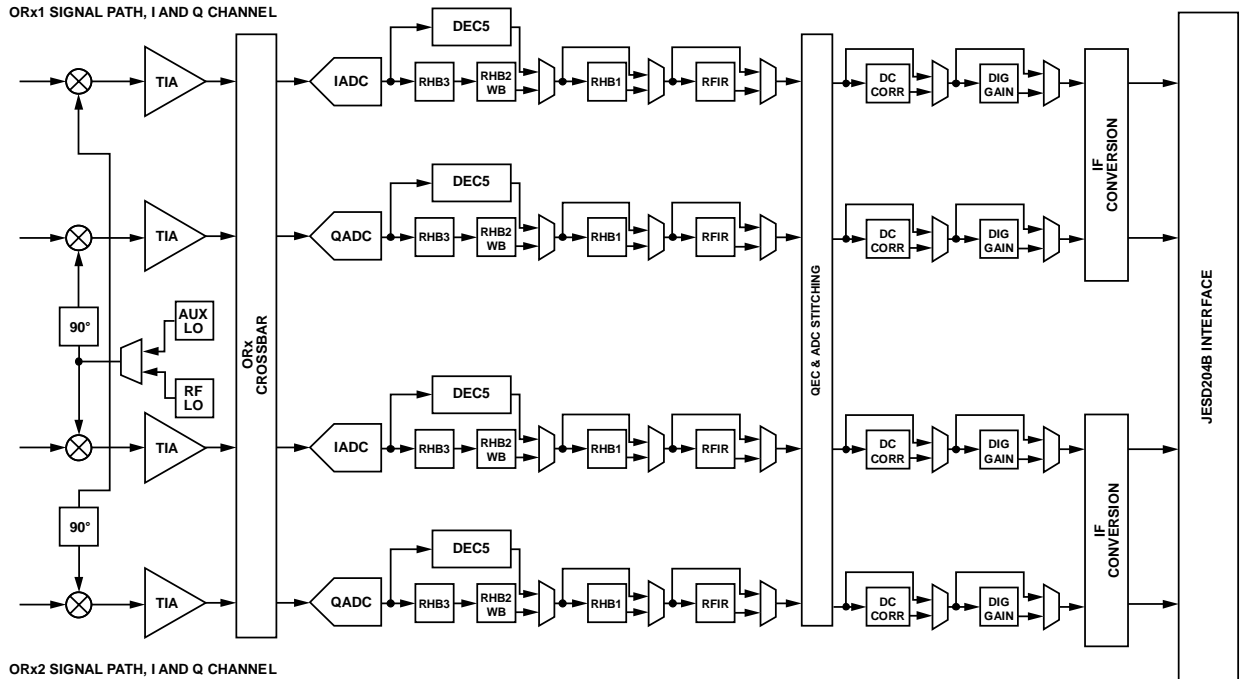 ORx1 SIGNAL PATH, I AND Q CHANNEL
TIA
IADC
DEC5
RHB3
RHB2
WB
RHB1
RFIR
DC
CORR
DIG
GAIN
TIA
QADC
DEC5
RHB3
RHB2
WB
RHB1
RFIR
DC
CORR
DIG
GAIN
IF
CONVERSION
90°
AUX
LO
RF
LO
ORx
CROSSBAR
QEC & ADC STITCHING
JESD204B INTERFACE
TIA
IADC
DEC5
RHB3
RHB2
WB
RHB1
RFIR
DC
CORR
DIG
GAIN
90°
TIA
QADC
DEC5
RHB3
RHB2
WB
RHB1
RFIR
DC
CORR
DIG
GAIN
IF
CONVERSION
ORx2 SIGNAL PATH, I AND Q CHANNEL